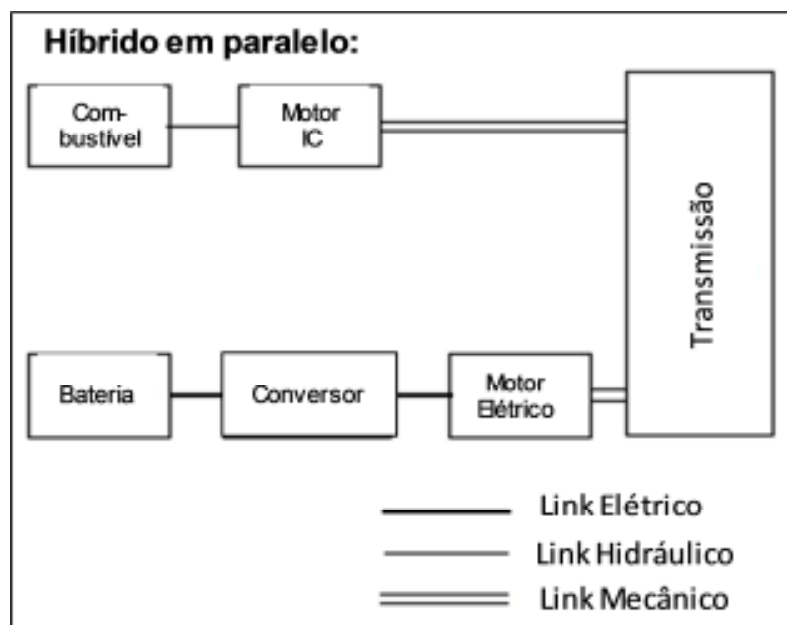 Híbrido em paralelo:
Com-
bustível
Motor
IC
Transmissão
Bateria
Conversor
Motor
Elétrico
Link Elétrico
Link Hidráulico
Link Mecânico